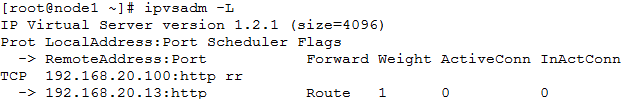 [root@node1 ~]# ipvsadm -L
IP Virtual Server version 1.2.1 (size=4096)
Prot LocalAddress:Port Scheduler Flags
  -> RemoteAddress:Port           Forward Weight ActiveConn InActConn
TCP  192.168.20.100:http rr
  -> 192.168.20.13:http           Route   1      0          0